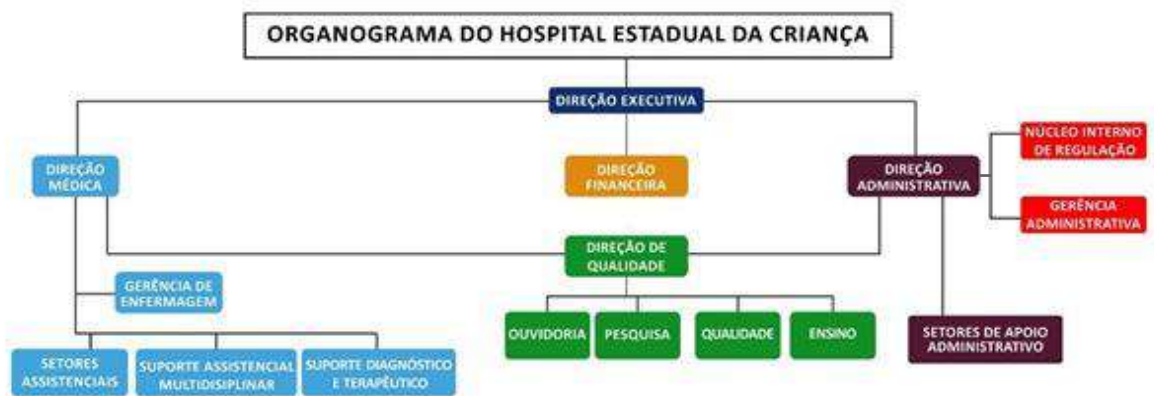 ORGANOGRAMA DO HOSPITAL ESTADUAL DA CRIANÇA
DIREÇÃO EXECUTIVA
NÚCLEO INTERNO
DE REGULAÇÃO
DIREÇÃO
MÉDICA
DIREÇÃO
FINANCEIRA
DIREÇÃO
ADMINISTRATIVA
GERÊNCIA
ADMINISTRATIVA
DIREÇÃO DE
QUALIDADE
GERÊNCIA DE
ENFERMAGEM
OUVIDORIA
PESQUISA
QUALIDADE
ENSINO
SETORES DE APOIO
ADMINISTRATIVO
SETORES
ASSISTENCIAIS
SUPORTE ASSISTENCIAL
MULTIDISIPLINAR
SUPORTE DIAGNÓSTICO
E TERAPÊUTICO